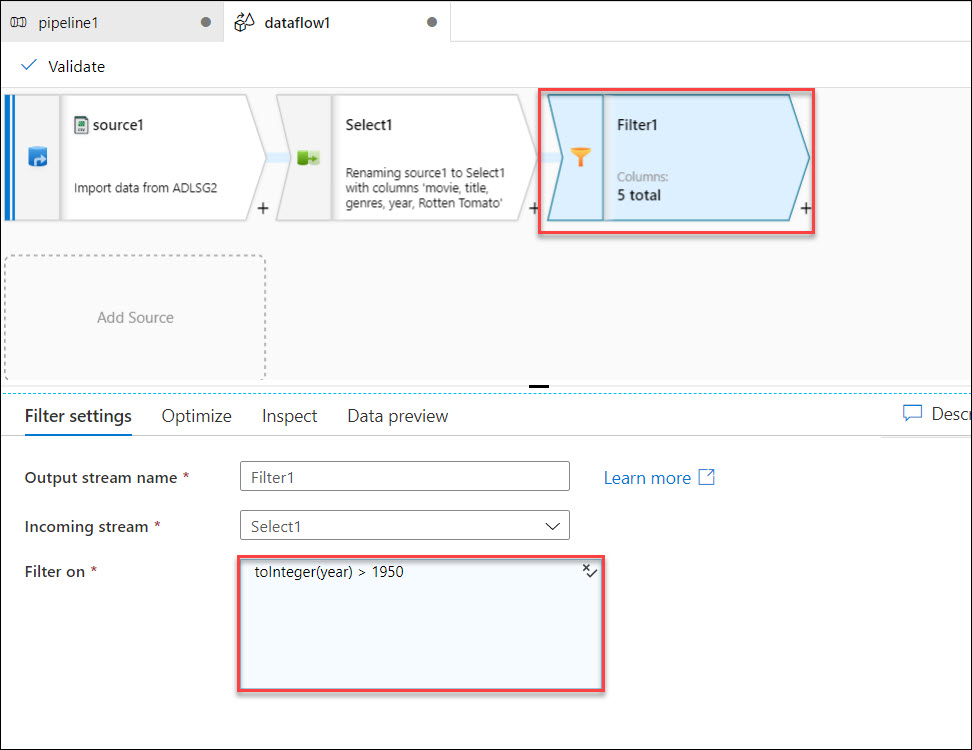 pipeline1
dataflow1
Validate
source1
Import data from ADLSG2
+
Select1
Renaming source1 to Select1
with columns 'movie, title,
genres, year, Rotten Tomato'
+
Filter1
Columns:
5 total
+
Add Source
Filter settings Optimize Inspect Data preview
Descr
Output stream name *
Filter1
Learn more
Incoming stream *
Select1
Filter on *
toInteger(year) > 1950